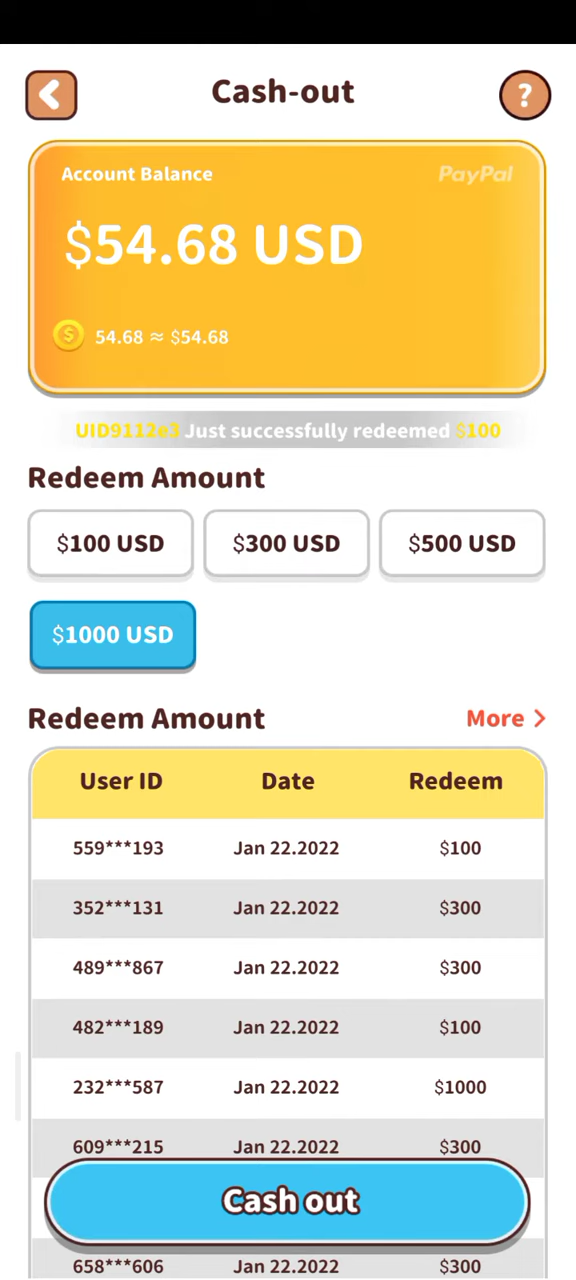 Cash-out
?
Account Balance
PayPal
$54.68 USD
54.68 ≈ $54.68
UID9112e3 Just successfully redeemed $100
Redeem Amount
$100 USD
$300 USD
$500 USD
$1000 USD
Redeem Amount
More >
User ID Date Redeem
559***193 Jan 22.2022 $100
352***131 Jan 22.2022 $300
489***867 Jan 22.2022 $300
482***189 Jan 22.2022 $100
232***587 Jan 22.2022 $1000
609***215 Jan 22.2022 $300
Cash out
658***606 Jan 22.2022 $300